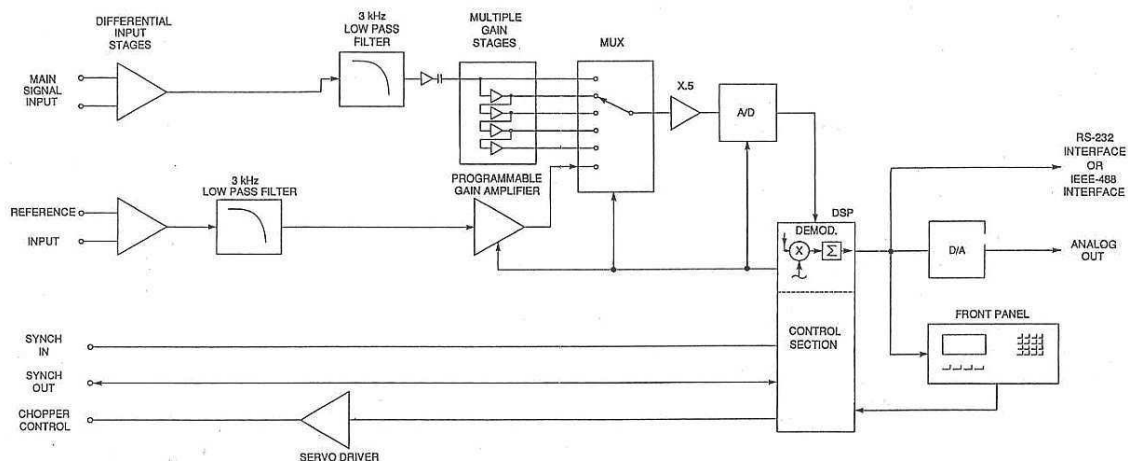 DIFFERENTIAL
INPUT
STAGES
3 kHz
LOW PASS
FILTER
MULTIPLE
GAIN
STAGES
MUX
MAIN
SIGNAL
INPUT
X.5
A/D
RS-232
INTERFACE
OR
IEEE-488
INTERFACE
3 kHz
LOW PASS FILTER
PROGRAMMABLE
GAIN AMPLIFIER
REFERENCE
INPUT
DSP
DEMOD.
X
Σ
D/A
ANALOG
OUT
FRONT PANEL
SYNCH
IN
CONTROL
SECTION
SYNCH
OUT
CHOPPER
CONTROL
SERVO DRIVER